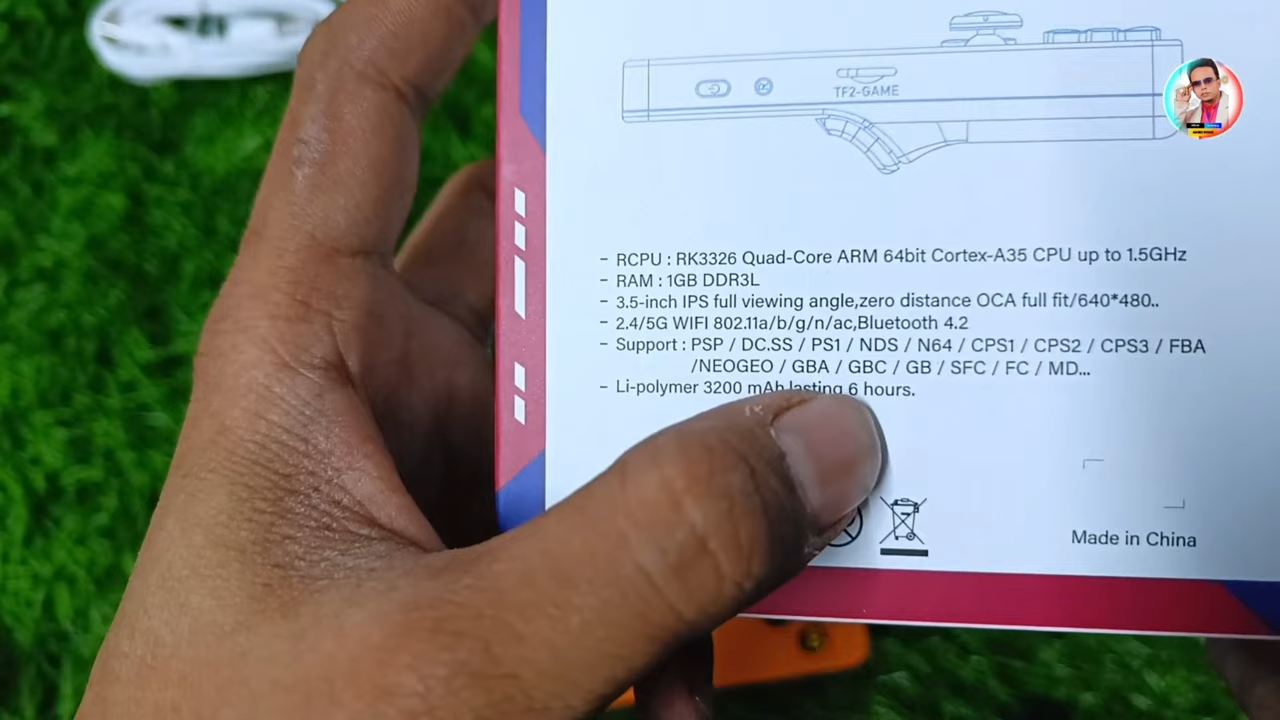 TF2-GAME
- RCPU : RK3326 Quad-Core ARM 64bit Cortex-A35 CPU up to 1.5GHz
- RAM : 1GB DDR3L
- 3.5-inch IPS full viewing angle,zero distance OCA full fit/640*480..
- 2.4/5G WIFI 802.11a/b/g/n/ac,Bluetooth 4.2
- Support : PSP / DC.SS / PS1 / NDS / N64 / CPS1 / CPS2 / CPS3 / FBA
/NEOGEO / GBA / GBC / GB / SFC / FC / MD...
- Li-polymer 3200 mAh lasting 6 hours.
Made in China